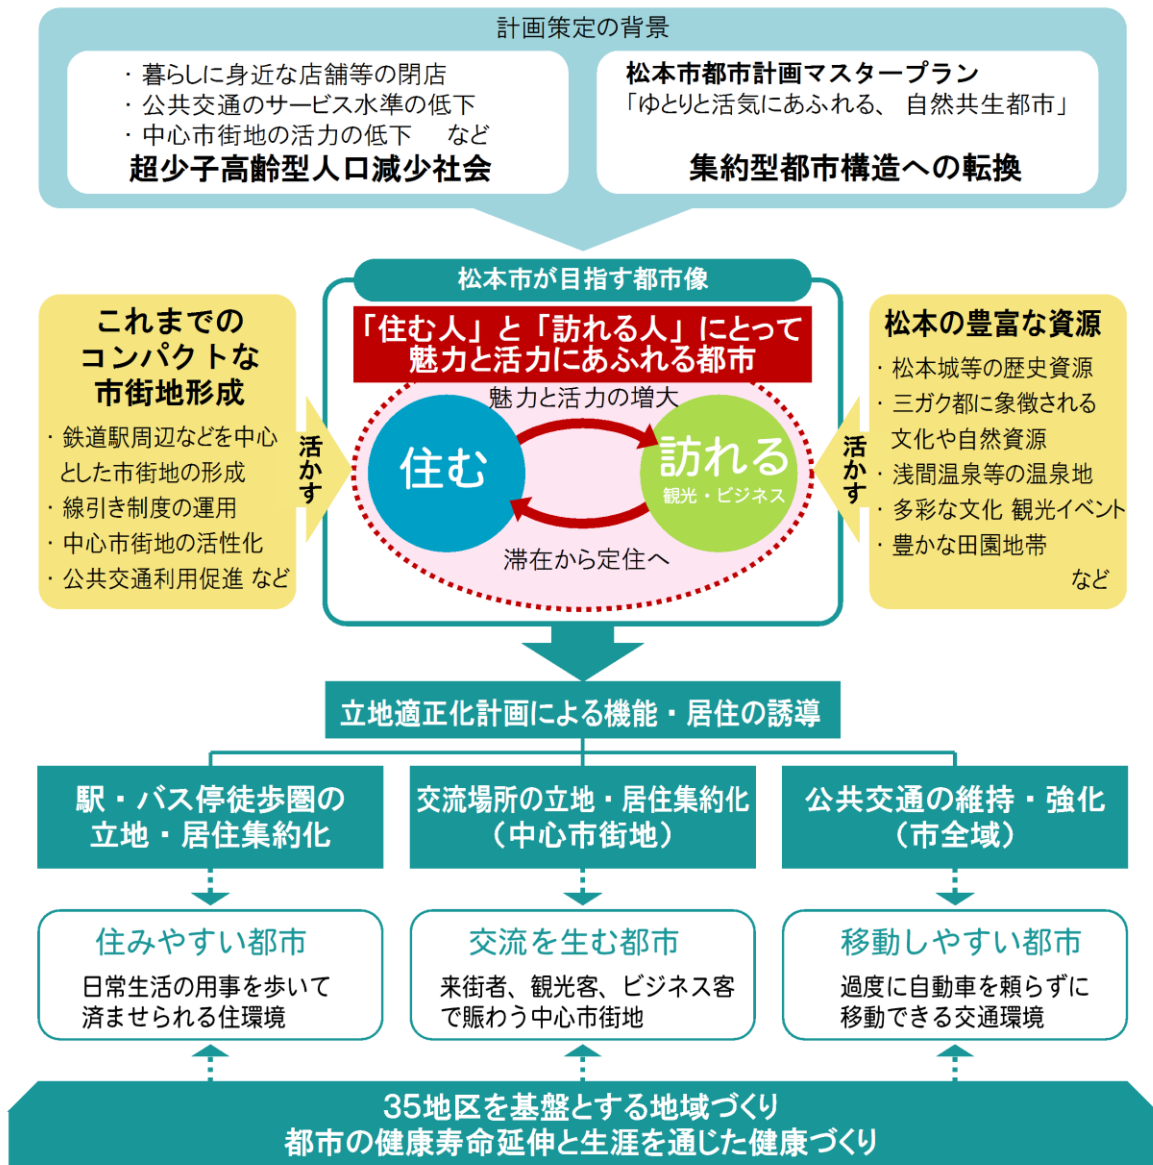 計画策定の背景
・暮らしに身近な店舗等の閉店
・公共交通のサービス水準の低下
・中心市街地の活力の低下 など
超少子高齢型人口減少社会
松本市都市計画マスタープラン
「ゆとりと活気にあふれる、自然共生都市」
集約型都市構造への転換
松本市が目指す都市像
「住む人」と「訪れる人」にとって
魅力と活力にあふれる都市
これまでの
コンパクトな
市街地形成
・鉄道駅周辺などを中心
とした市街地の形成
・線引き制度の運用
・中心市街地の活性化
・公共交通利用促進 など
活かす
魅力と活力の増大
住む
訪れる
観光・ビジネス
滞在から定住へ
活かす
松本の豊富な資源
・松本城等の歴史資源
・三ガク都に象徴される
文化や自然資源
・浅間温泉等の温泉地
・多彩な文化 観光イベント
・豊かな田園地帯
など
立地適正化計画による機能・居住の誘導
駅・バス停徒歩圏の
立地・居住集約化
交流場所の立地・居住集約化
（中心市街地）
公共交通の維持・強化
（市全域）
住みやすい都市
日常生活の用事を歩いて
済ませられる住環境
交流を生む都市
来街者、観光客、ビジネス客
で賑わう中心市街地
移動しやすい都市
過度に自動車を頼らずに
移動できる交通環境
35地区を基盤とする地域づくり
都市の健康寿命延伸と生涯を通じた健康づくり